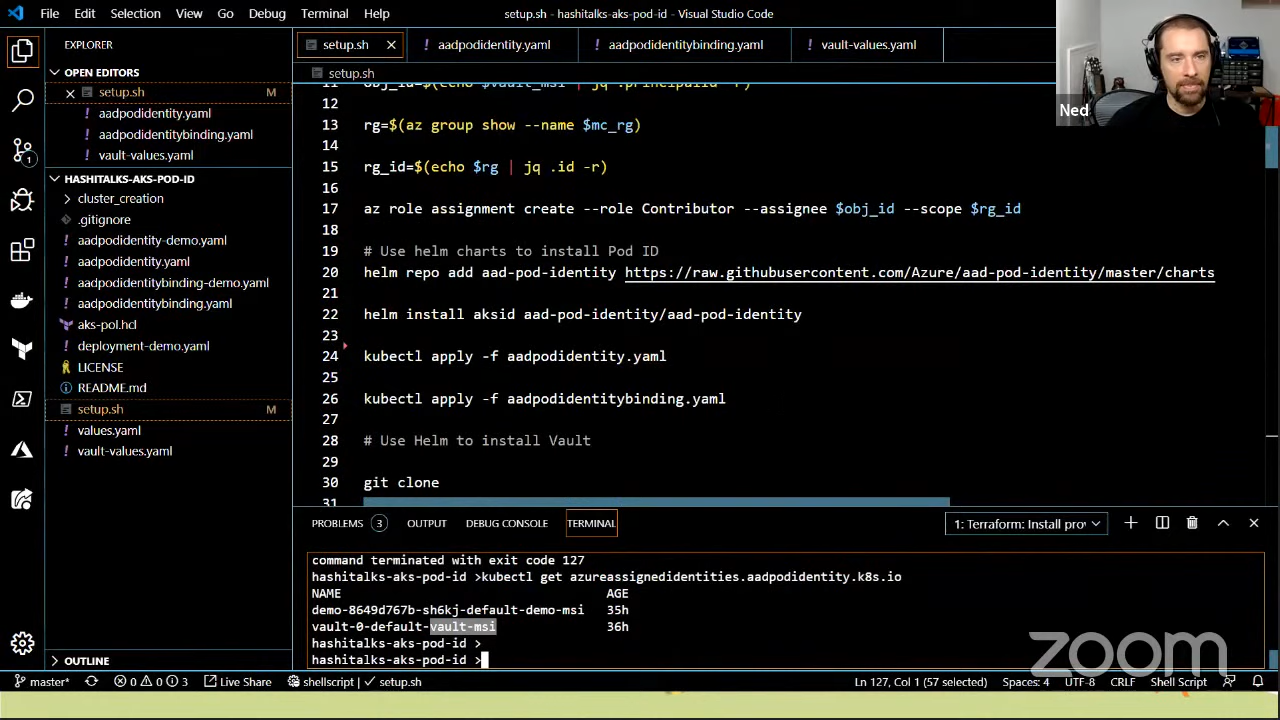 File Edit Selection View Go Debug Terminal Help
setup.sh - hashitalks-aks-pod-id - Visual Studio Code
EXPLORER
OPEN EDITORS
setup.sh M
aadpodidentity.yaml
aadpodidentitybinding.yaml
vault-values.yaml
HASHITALKS-AKS-POD-ID
cluster_creation
.gitignore
aadpodidentity-demo.yaml
aadpodidentity.yaml
aadpodidentitybinding-demo.yaml
aadpodidentitybinding.yaml
aks-pol.hcl
deployment-demo.yaml
LICENSE
README.md
setup.sh M
values.yaml
vault-values.yaml
OUTLINE
1
setup.sh
aadpodidentity.yaml
aadpodidentitybinding.yaml
vault-values.yaml
setup.sh
11 obj_id=$(echo $vault_msi | jq .principalId -r)
12
13 rg=$(az group show --name $mc_rg)
14
15 rg_id=$(echo $rg | jq .id -r)
16
17 az role assignment create --role Contributor --assignee $obj_id --scope $rg_id
18
19 # Use helm charts to install Pod ID
20 helm repo add aad-pod-identity https://raw.githubusercontent.com/Azure/aad-pod-identity/master/charts
21
22 helm install aksid aad-pod-identity/aad-pod-identity
23
24 kubectl apply -f aadpodidentity.yaml
25
26 kubectl apply -f aadpodidentitybinding.yaml
27
28 # Use Helm to install Vault
29
30 git clone
31
Ned
PROBLEMS 3 OUTPUT DEBUG CONSOLE TERMINAL
1: Terraform: Install prov
command terminated with exit code 127
hashitalks-aks-pod-id >kubectl get azureassignedidentities.aadpodidentity.k8s.io
NAME AGE
demo-8649d767b-sh6kj-default-demo-msi 35h
vault-0-default-vault-msi 36h
hashitalks-aks-pod-id >
hashitalks-aks-pod-id >
zoom
master* 0 0 3 Live Share shellscript setup.sh
Ln 127, Col 1 (57 selected) Spaces: 4 UTF-8 CRLF Shell Script